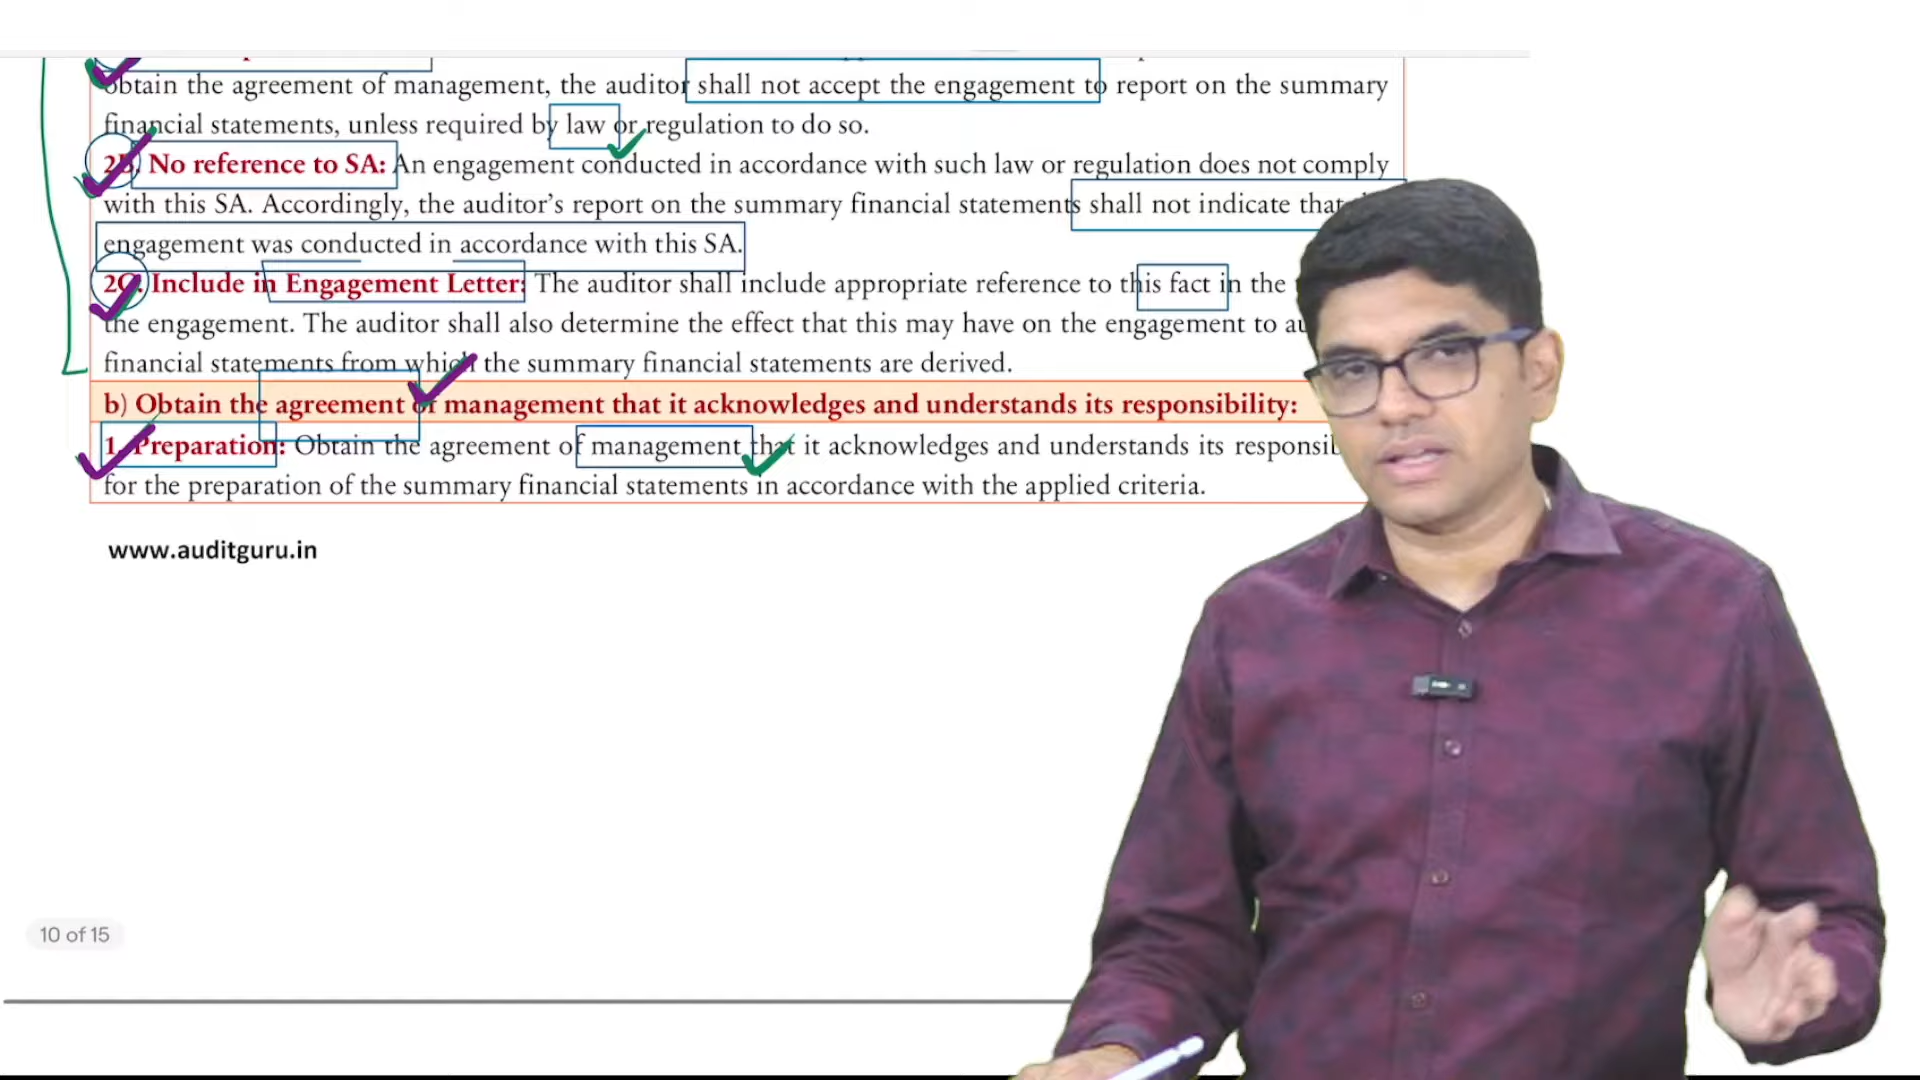 obtain the agreement of management, the auditor shall not accept the engagement to report on the summary
financial statements, unless required by law or regulation to do so.
2B. No reference to SA: An engagement conducted in accordance with such law or regulation does not comply
with this SA. Accordingly, the auditor's report on the summary financial statements shall not indicate that
engagement was conducted in accordance with this SA.
2C. Include in Engagement Letter: The auditor shall include appropriate reference to this fact in the
the engagement. The auditor shall also determine the effect that this may have on the engagement to
financial statements from which the summary financial statements are derived.
b) Obtain the agreement of management that it acknowledges and understands its responsibility:
1. Preparation: Obtain the agreement of management that it acknowledges and understands its
for the preparation of the summary financial statements in accordance with the applied criteria.
www.auditguru.in
10 of 15